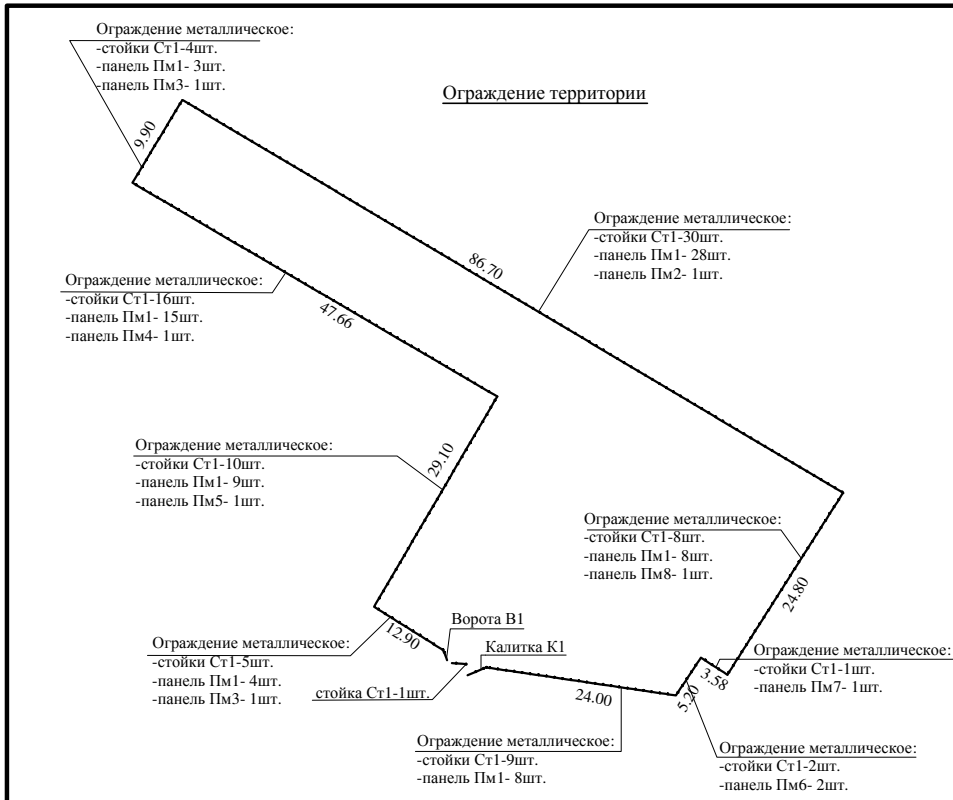 Ограждение металлическое:
-стойки Ст1-4шт.
-панель Пм1- 3шт.
-панель Пм3- 1шт.
Ограждение территории
9.90
Ограждение металлическое:
-стойки Ст1-30шт.
-панель Пм1- 28шт.
-панель Пм2- 1шт.
86.70
Ограждение металлическое:
-стойки Ст1-16шт.
-панель Пм1- 15шт.
-панель Пм4- 1шт.
47.66
Ограждение металлическое:
-стойки Ст1-10шт.
-панель Пм1- 9шт.
-панель Пм5- 1шт.
29.10
Ограждение металлическое:
-стойки Ст1-8шт.
-панель Пм1- 8шт.
-панель Пм8- 1шт.
24.80
12.90
Ворота В1
Калитка К1
Ограждение металлическое:
-стойки Ст1-5шт.
-панель Пм1- 4шт.
-панель Пм3- 1шт.
стойка Ст1-1шт.
Ограждение металлическое:
-стойки Ст1-1шт.
-панель Пм7- 1шт.
3.58
5.20
24.00
Ограждение металлическое:
-стойки Ст1-9шт.
-панель Пм1- 8шт.
Ограждение металлическое:
-стойки Ст1-2шт.
-панель Пм6- 2шт.